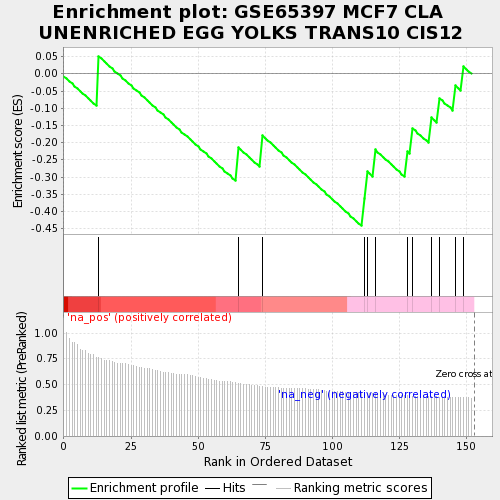 Enrichment plot: GSE65397 MCF7 CLA
UNENRICHED EGG YOLKS TRANS10 CIS12
Enrichment score (ES)
0.05
0.00
-0.05
-0.10
-0.15
-0.20
-0.25
-0.30
-0.35
-0.40
-0.45
'na_pos' (positively correlated)
Ranked list metric (PreRanked)
1.00
0.75
0.50
0.25
0.00
Zero cross at
'na_neg' (negatively correlated)
0 25 50 75 100 125 150
Rank in Ordered Dataset
Enrichment profile Hits Ranking metric scores